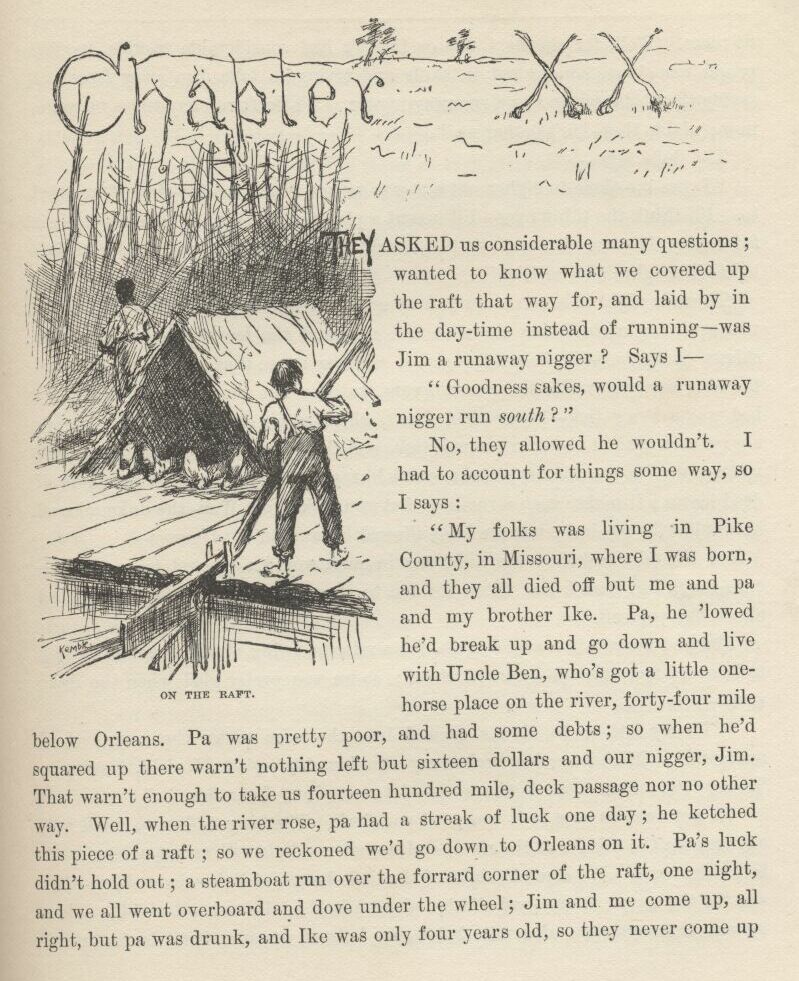 Chapter XX
THEY ASKED us considerable many questions;
wanted to know what we covered up
the raft that way for, and laid by in
the day-time instead of running—was
Jim a runaway nigger? Says I—
"Goodness sakes, would a runaway
nigger run south?"
No, they allowed he wouldn't. I
had to account for things some way, so
I says:
"My folks was living in Pike
County, in Missouri, where I was born,
and they all died off but me and pa
and my brother Ike. Pa, he 'lowed
he'd break up and go down and live
with Uncle Ben, who's got a little one-
horse place on the river, forty-four mile
Kemble
ON THE RAFT.
below Orleans. Pa was pretty poor, and had some debts; so when he'd
squared up there warn't nothing left but sixteen dollars and our nigger, Jim.
That warn't enough to take us fourteen hundred mile, deck passage nor no other
way. Well, when the river rose, pa had a streak of luck one day; he ketched
this piece of a raft; so we reckoned we'd go down to Orleans on it. Pa's luck
didn't hold out; a steamboat run over the forrard corner of the raft, one night,
and we all went overboard and dove under the wheel; Jim and me come up, all
right, but pa was drunk, and Ike was only four years old, so they never come up